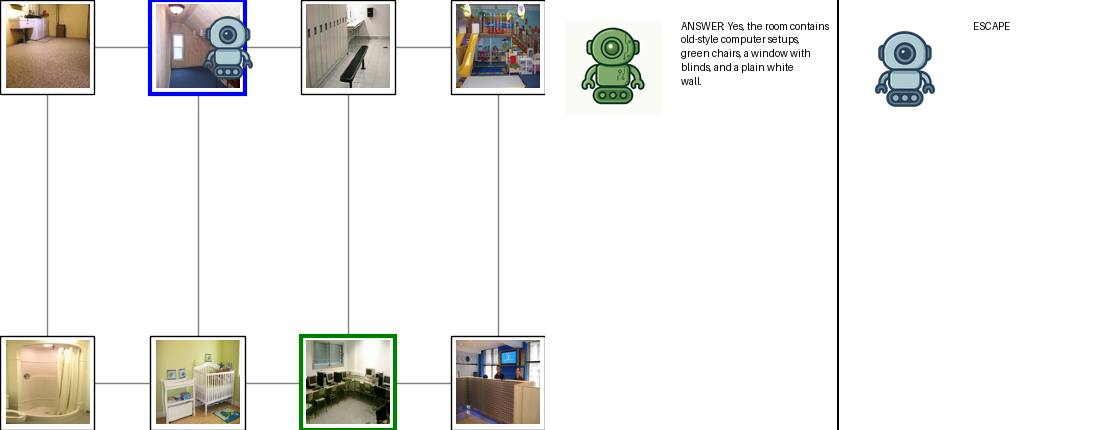 ANSWER: Yes, the room contains
old-style computer setups,
green chairs, a window with
blinds, and a plain white
wall.
ESCAPE